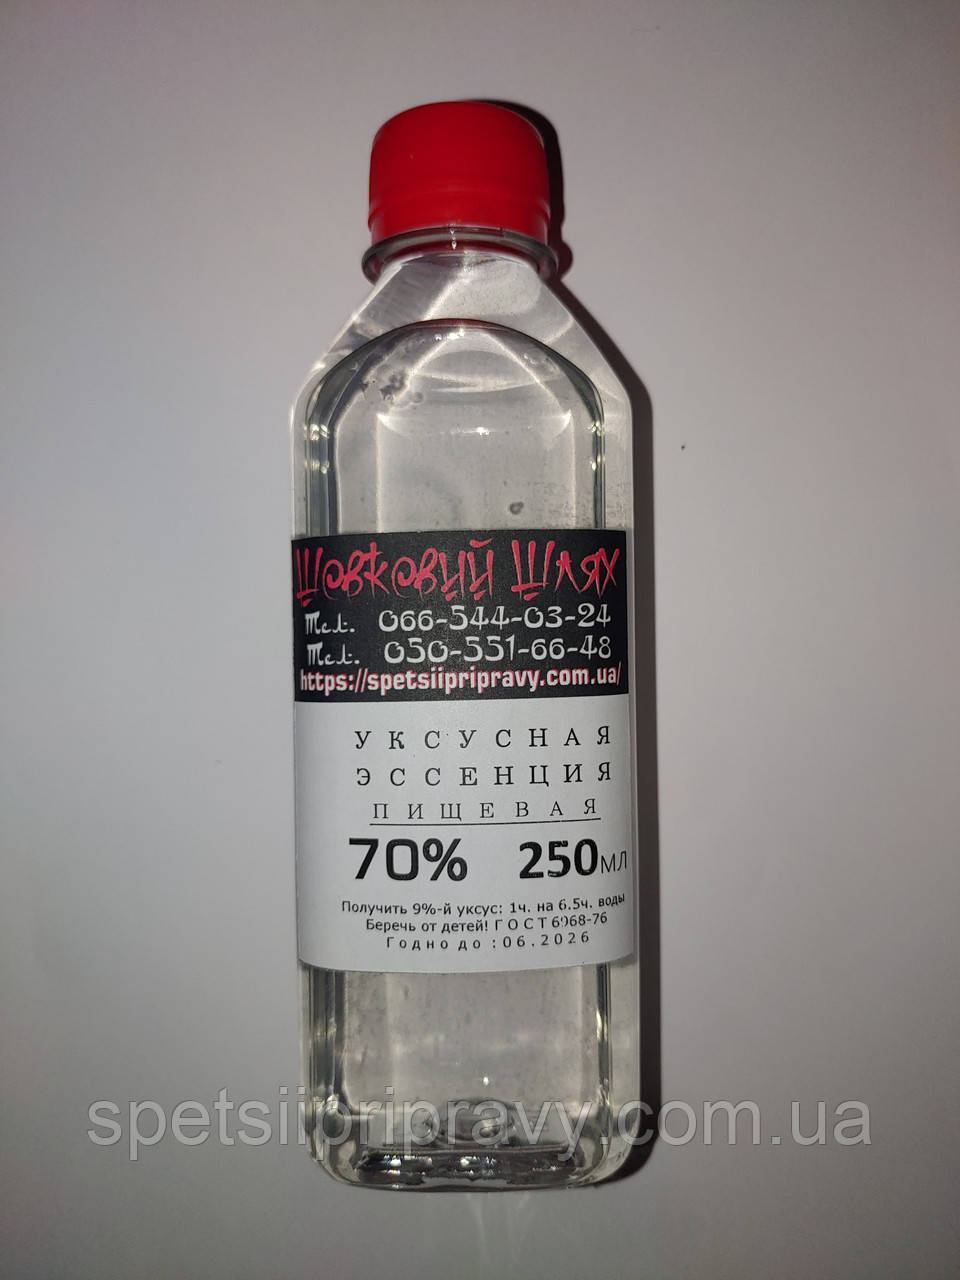 Шовковий Шлях
Тел. 066-544-03-24
Тел. 050-551-66-48
https://spetsiipripravy.com.ua/
УКСУСНАЯ
ЭССЕНЦИЯ
ПИЩЕВАЯ
70% 250мл
Получить 9%-й уксус: 1ч. на 6.5ч. воды
Беречь от детей! ГОСТ 6968-76
Годно до :06.2026
spetsiipripravy.com.ua